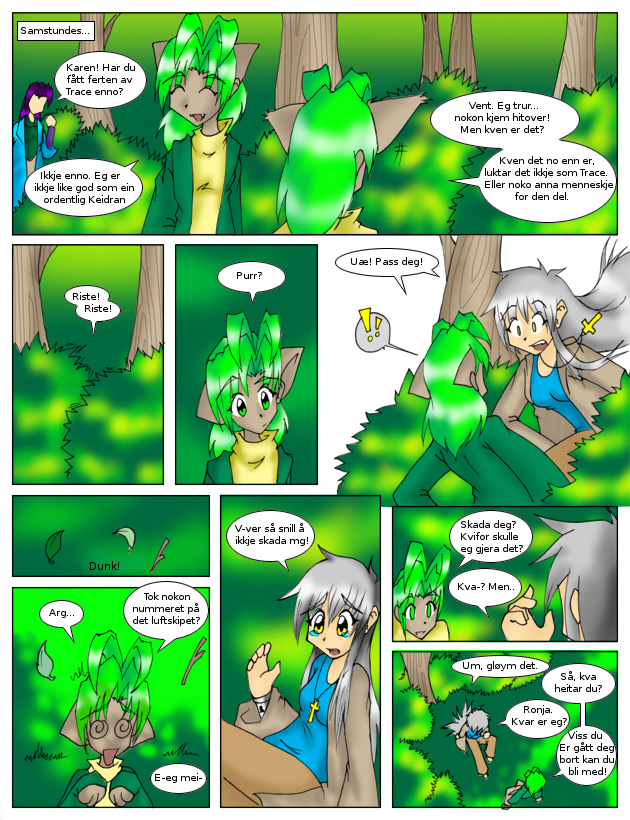 Samstundes...
Karen! Har du
fått ferten av
Trace enno?
Ikkje enno. Eg er
ikkje like god som ein
ordentlig Keidran
Vent. Eg trur...
nokon kjem hitover!
Men kven er det?
Kven det no enn er,
luktar det ikkje som Trace.
Eller noko anna menneskje
for den del.
Riste!
Riste!
Purr?
Uæ! Pass deg!
!!
Dunk!
Arg...
Tok nokon
nummeret på
det luftskipet?
E-eg mei-
V-ver så snill å
ikkje skada mg!
Skada deg?
Kvifor skulle
eg gjera det?
Kva-? Men..
Um, gløym det.
Så, kva
heitar du?
Ronja.
Kvar er eg?
Viss du
Er gått deg
bort kan du
bli med!